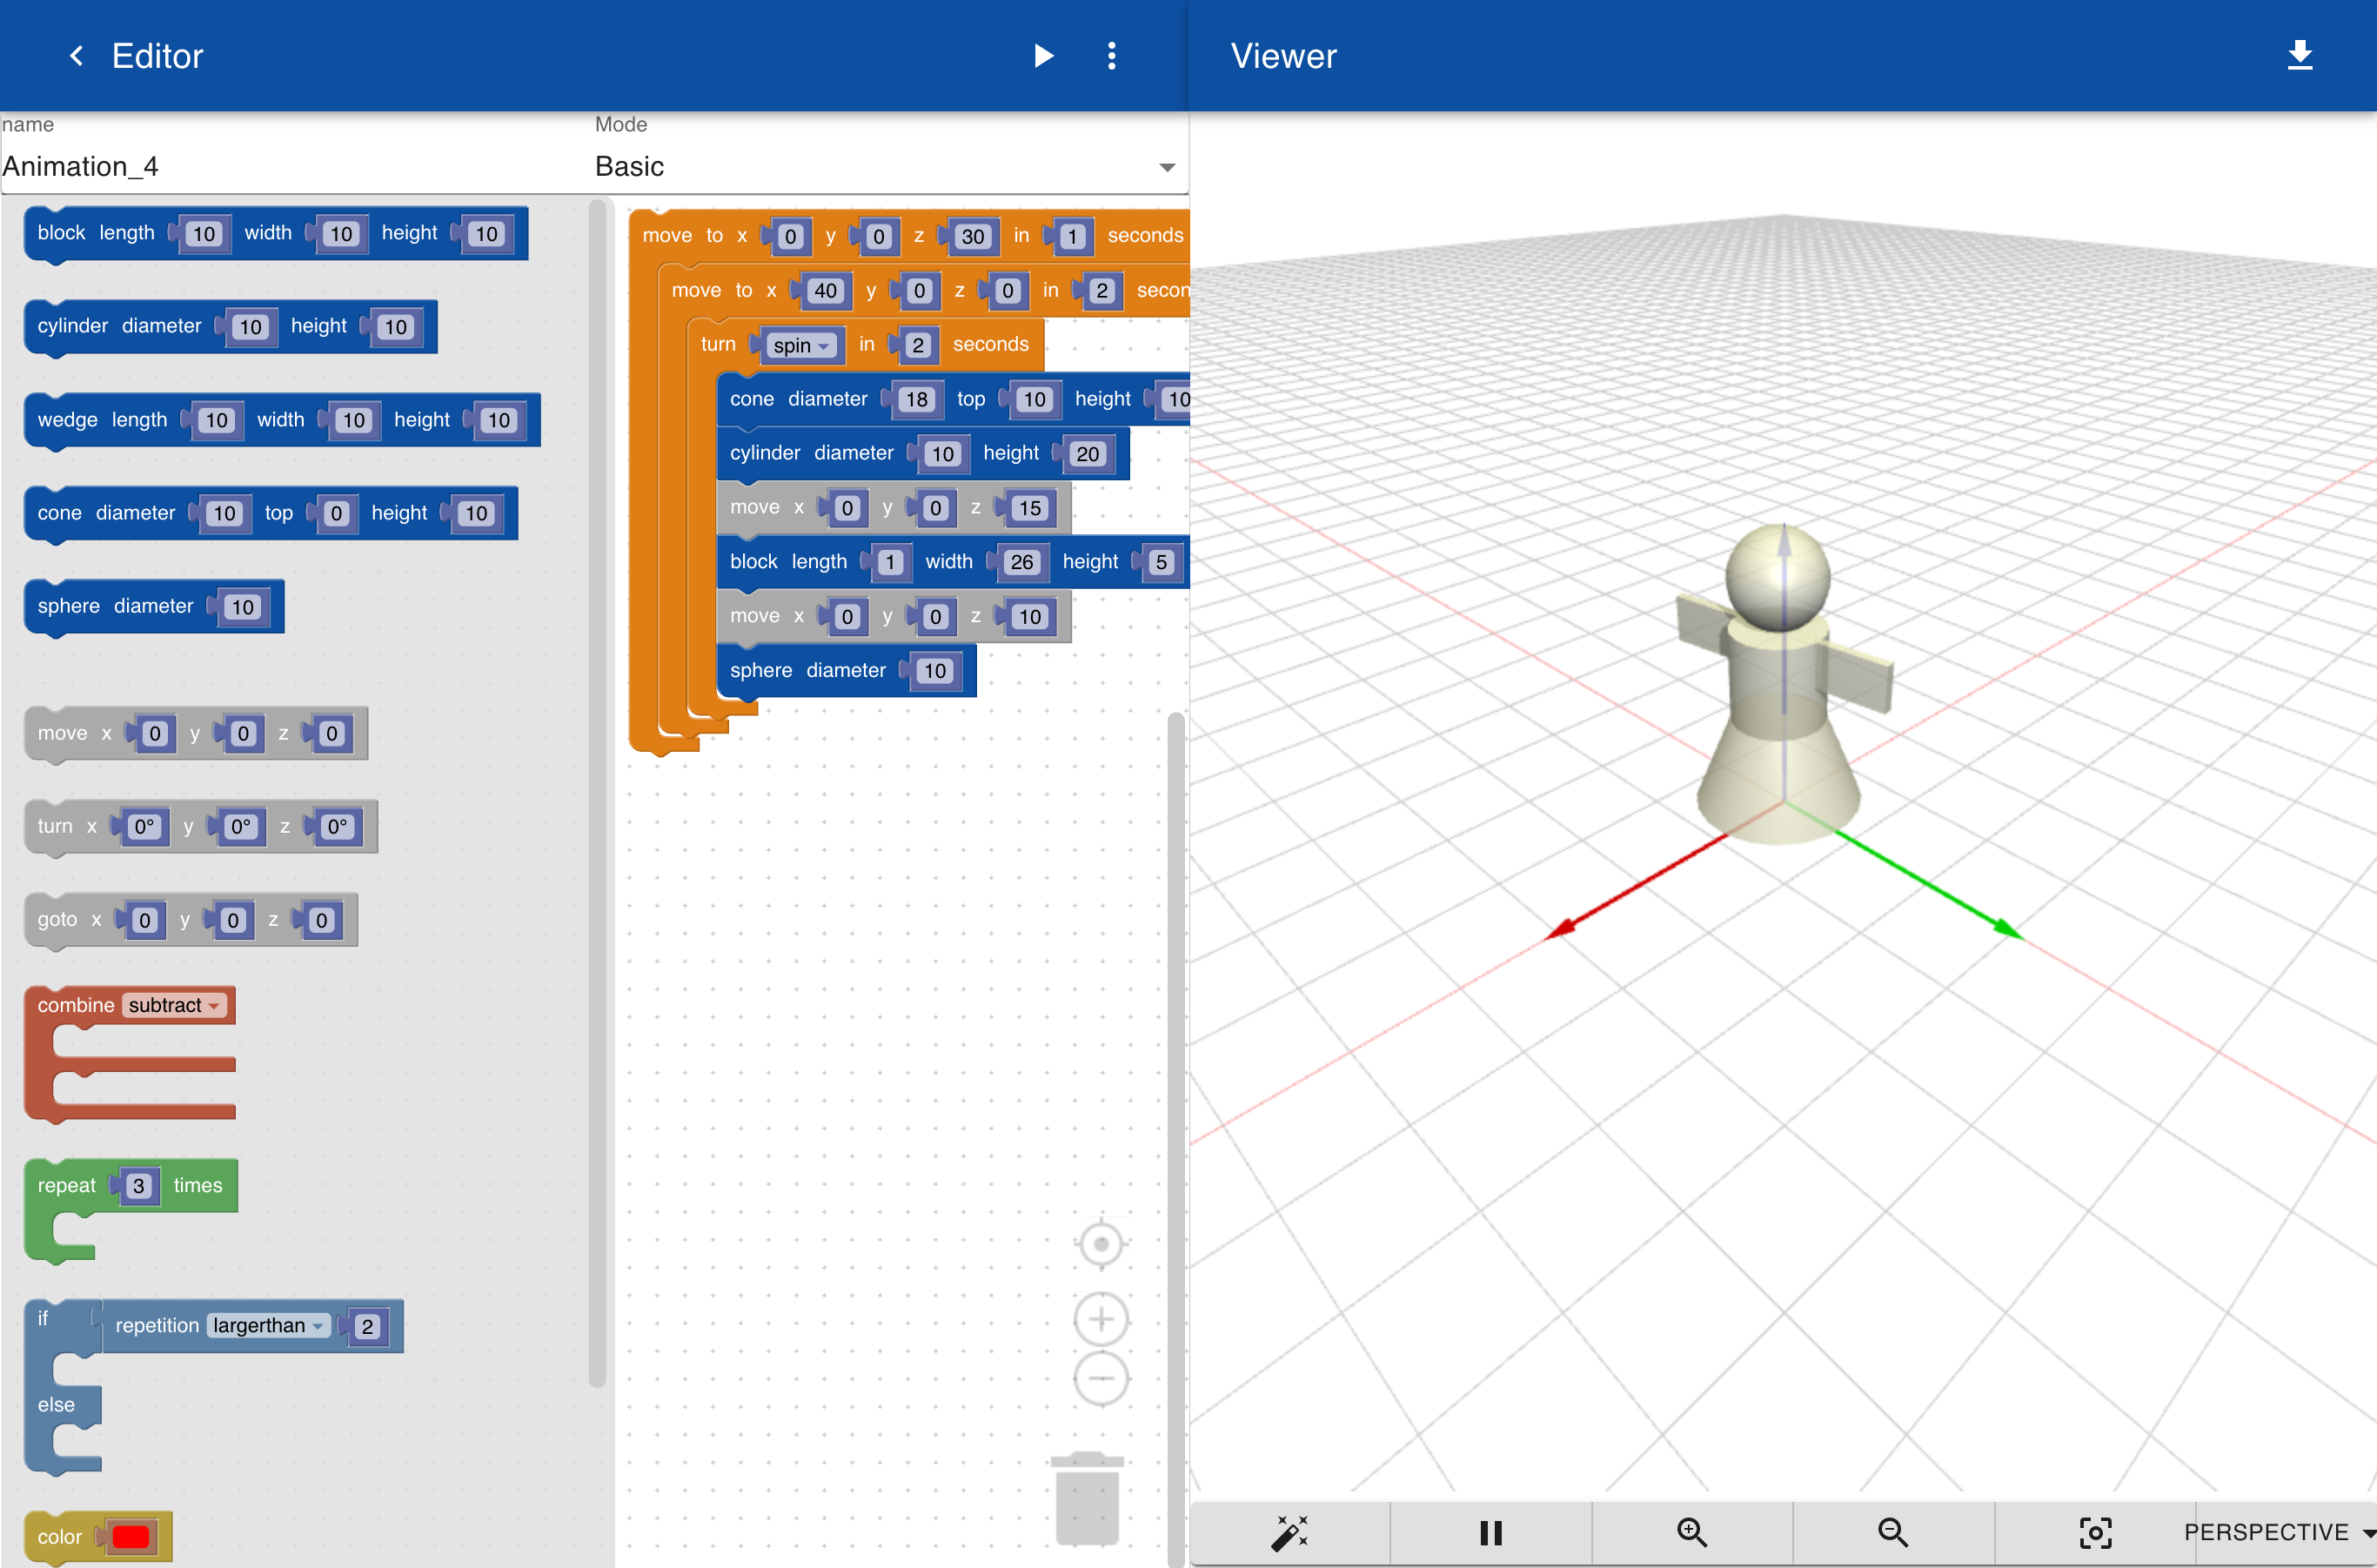 Editor
Viewer
name
Mode
Animation_4
Basic
block length 10 width 10 height 10
cylinder diameter 10 height 10
wedge length 10 width 10 height 10
cone diameter 10 top 0 height 10
sphere diameter 10
move x 0 y 0 z 0
turn x 0° y 0° z 0°
goto x 0 y 0 z 0
combine subtract
repeat 3 times
if repetition largerthan 2
else
color
move to x 0 y 0 z 30 in 1 seconds
move to x 40 y 0 z 0 in 2 secon
turn spin in 2 seconds
cone diameter 18 top 10 height 10
cylinder diameter 10 height 20
move x 0 y 0 z 15
block length 1 width 26 height 5
move x 0 y 0 z 10
sphere diameter 10
PERSPECTIVE